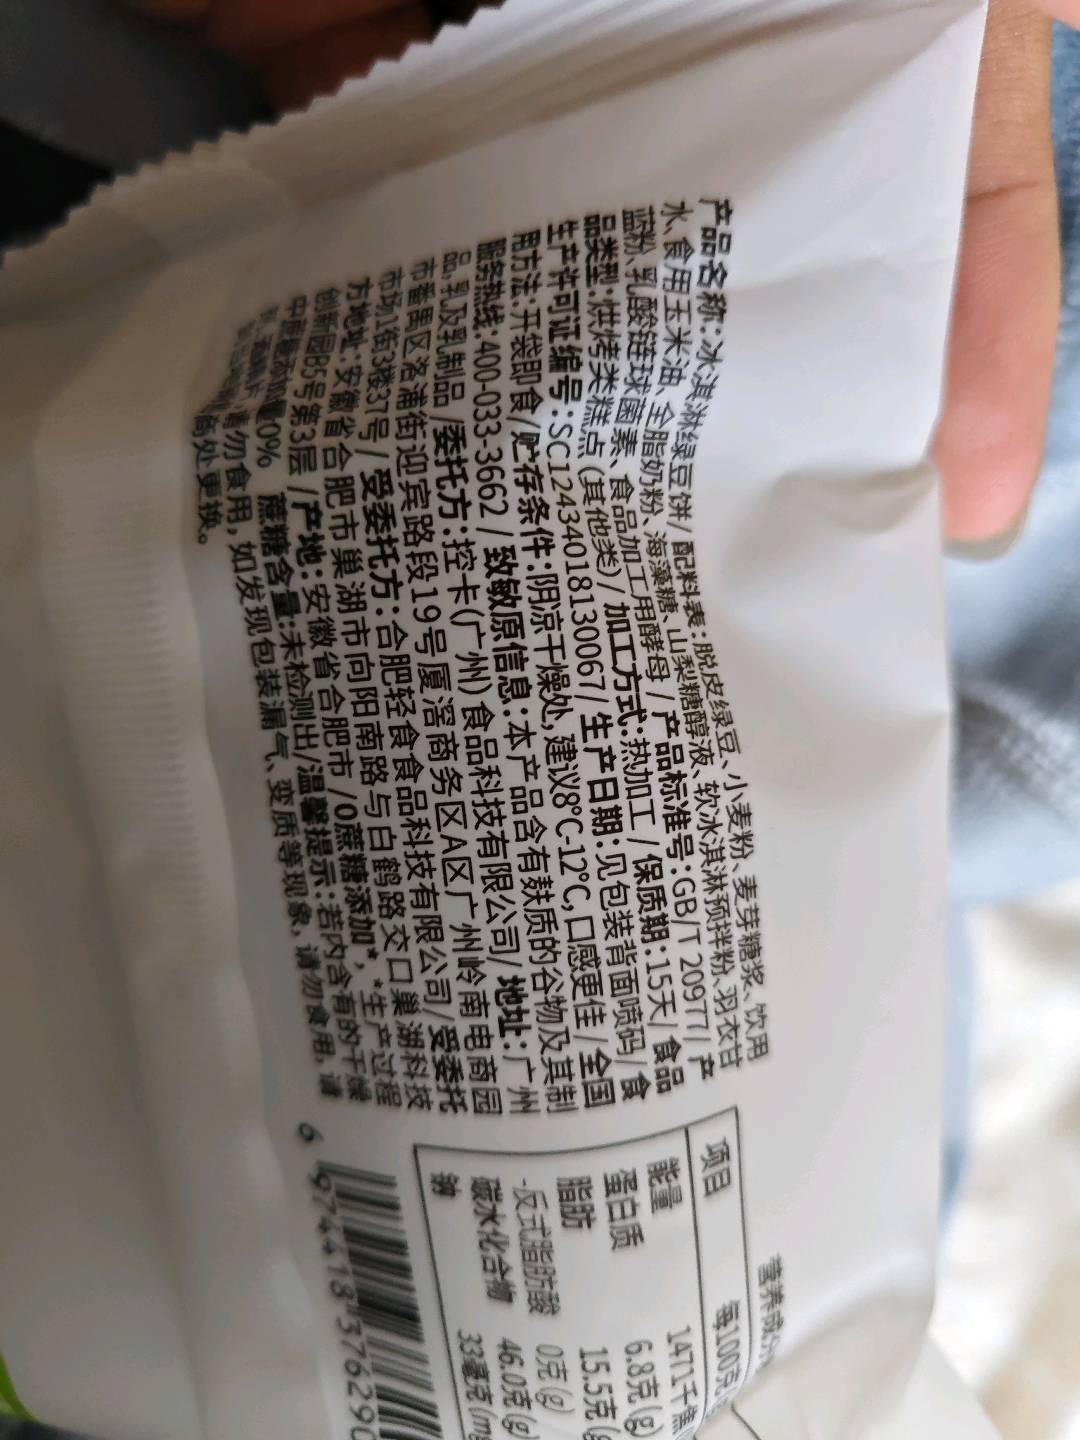 产品名称:冰淇淋绿豆饼/配料表:脱皮绿豆、小麦粉、麦芽糖浆、饮用
水、食用玉米油、全脂奶粉、海藻糖、山梨糖醇液、软冰淇淋预拌粉、羽衣甘
蓝粉、乳酸链球菌素、食品加工用酵母/产品标准号:GB/T 20977/产
品类型:烘烤类糕点(其他类)/加工方式:热加工/保质期:15天/食品
生产许可证编号:SC12434018130067/生产日期:见包装背面喷码/食
用方法:开袋即食/贮存条件:阴凉干燥处,建议8°C-12°C,口感更佳/全国
服务热线:400-033-3662/致敏原信息:本产品含有麸质的谷物及其制
品,乳及乳制品/委托方:控卡(广州)食品科技有限公司/地址:广州
市番禺区洛浦街迎宾路段19号厦滘商务区A区广州岭南电商园
市场1街3楼37号/受委托方:合肥轻食食品科技有限公司/受委托
方地址:安徽省合肥市巢湖市向阳南路与白鹤路交口巢湖科技
创新园B5号第3层/产地:安徽省合肥市/0蔗糖添加*,*生产过程
中蔗糖添加量0% 蔗糖含量:未检测出/温馨提示:若内含有的干燥
请勿食用,如发现包装漏气、变质等现象,请勿食用,请
处更换。
营养成分
项目 每100克
能量 1471千焦
蛋白质 6.8克(g)
脂肪 15.5克(g
-反式脂肪酸 0克(g)
碳水化合物 46.0克(g)
钠 33毫克(mg
6 974418 376290